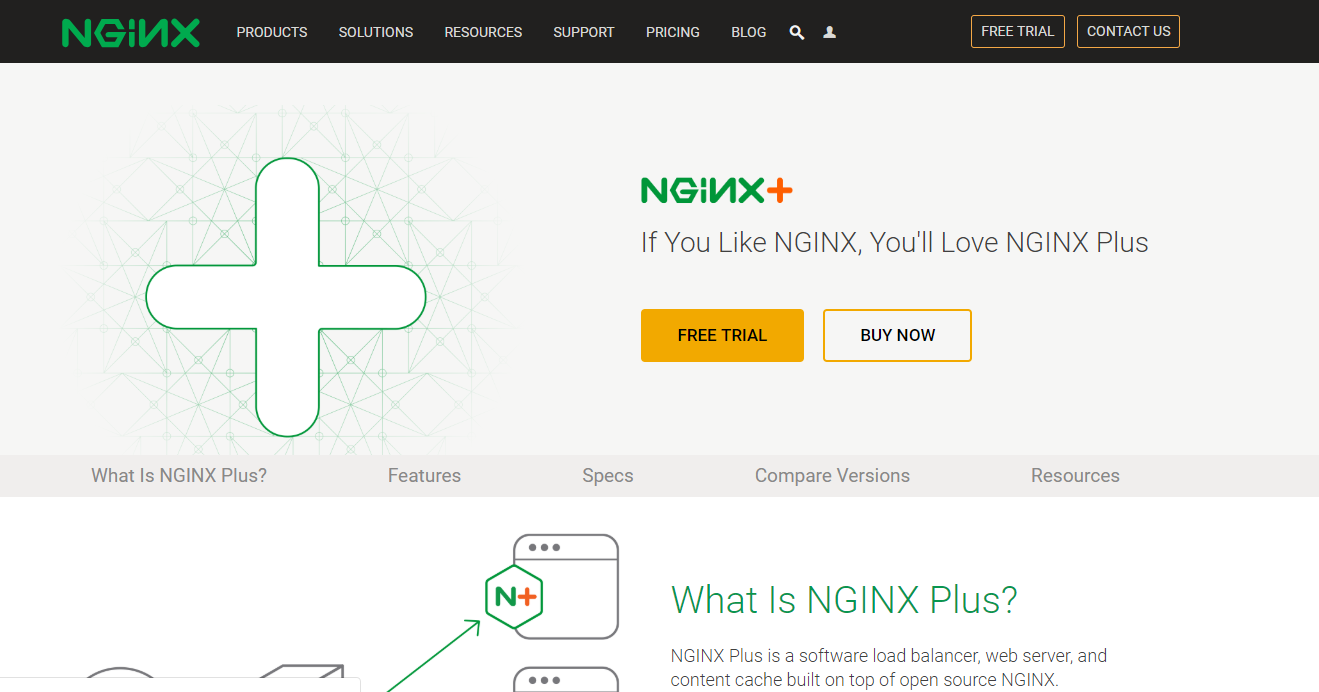 NGINX PRODUCTS SOLUTIONS RESOURCES SUPPORT PRICING BLOG FREE TRIAL CONTACT US
NGINX+
If You Like NGINX, You'll Love NGINX Plus
FREE TRIAL BUY NOW
What Is NGINX Plus? Features Specs Compare Versions Resources
N+
What Is NGINX Plus?
NGINX Plus is a software load balancer, web server, and
content cache built on top of open source NGINX.